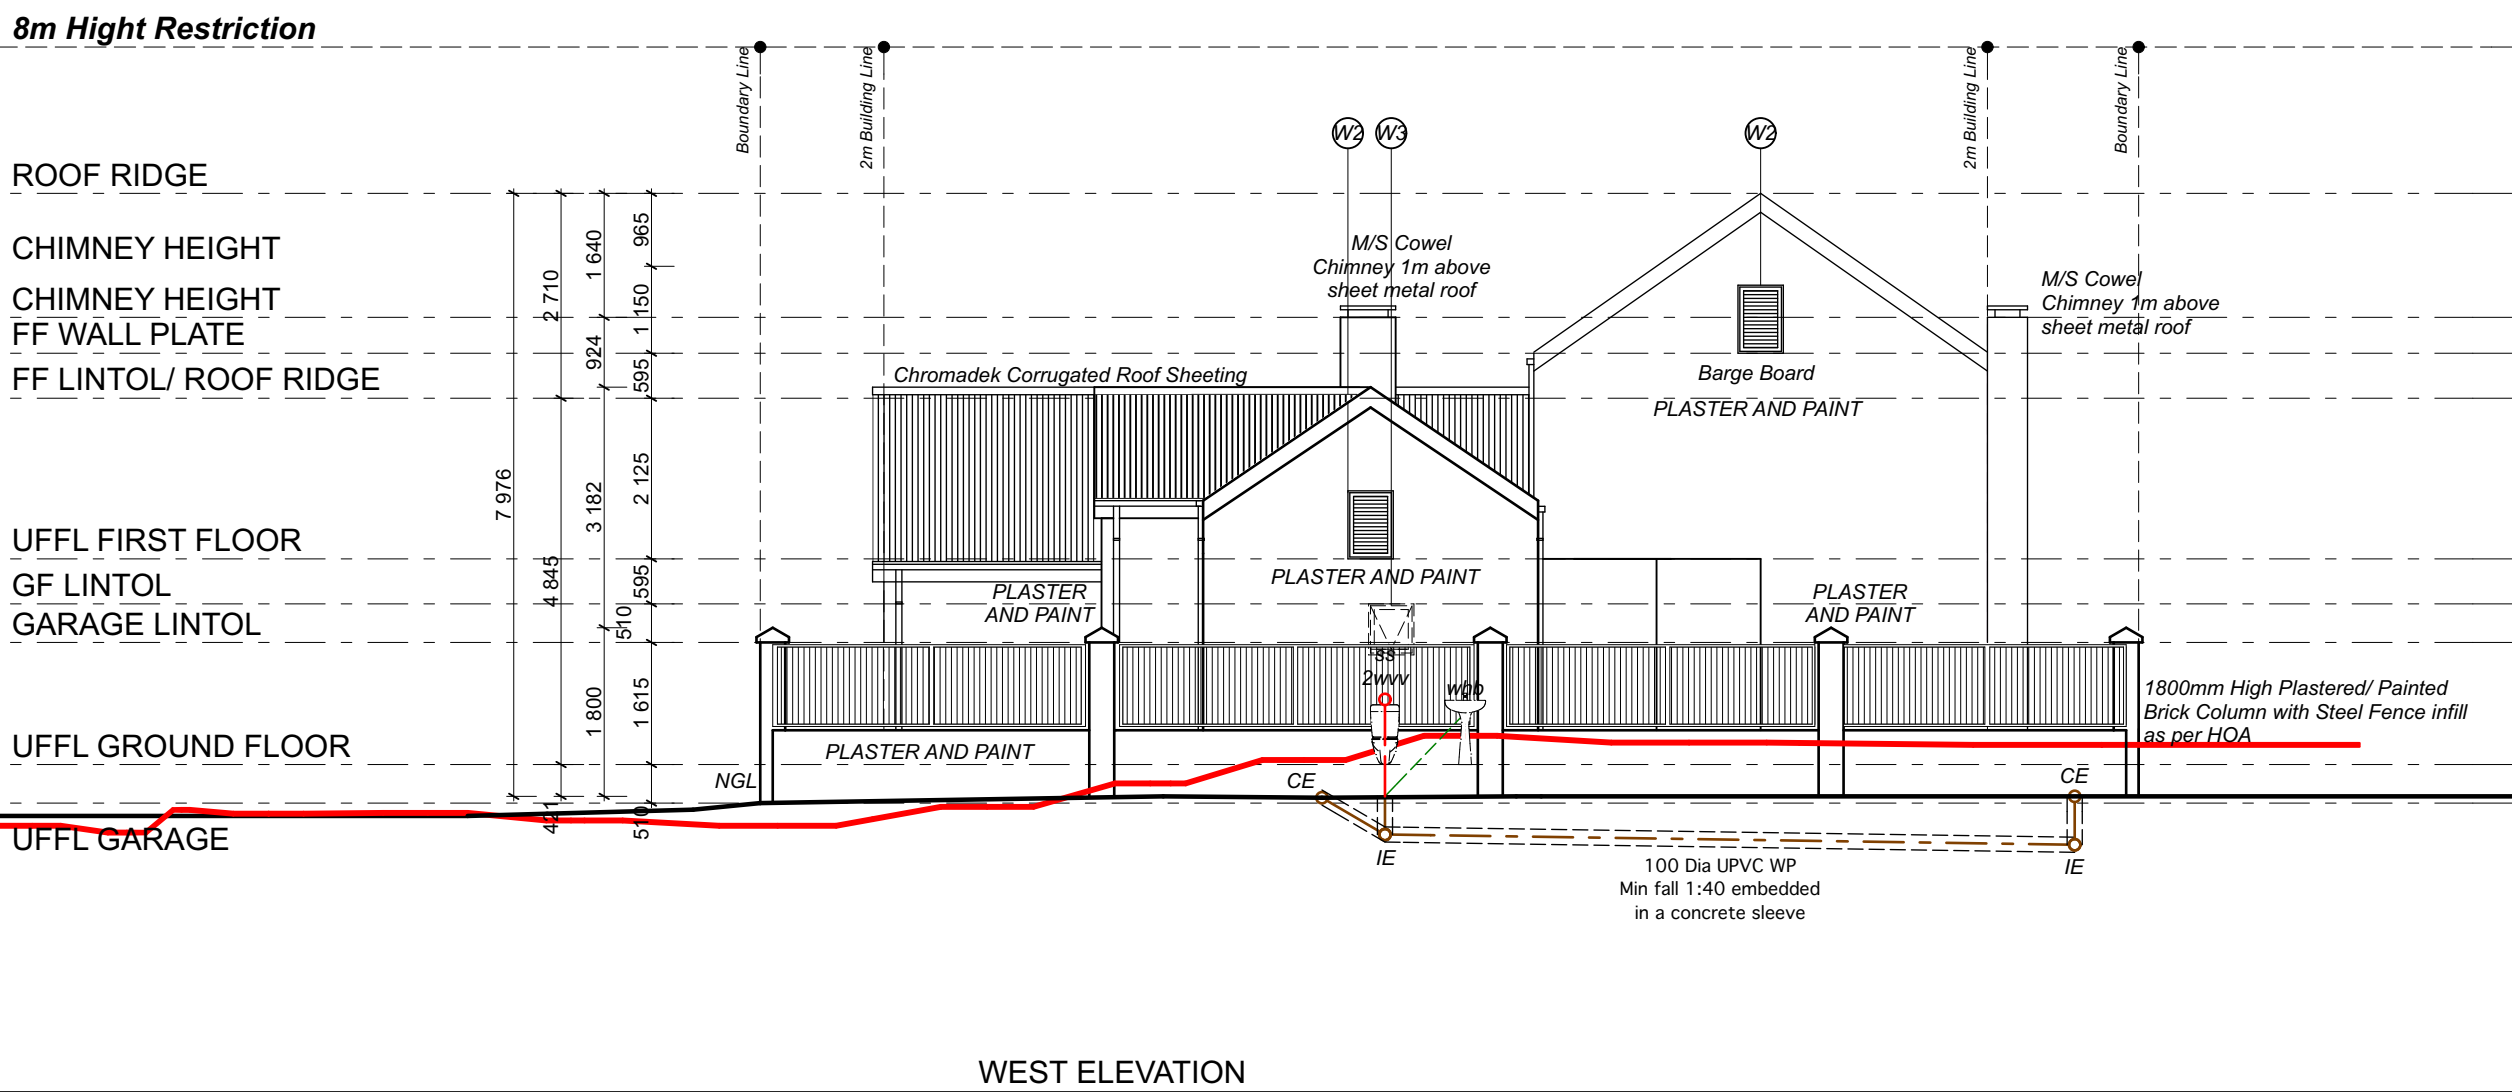 8m Hight Restriction
Boundary Line
2m Building Line
2m Building Line
Boundary Line
W2
W3
W2
ROOF RIDGE
CHIMNEY HEIGHT
CHIMNEY HEIGHT
FF WALL PLATE
FF LINTOL/ ROOF RIDGE
UFFL FIRST FLOOR
GF LINTOL
GARAGE LINTOL
UFFL GROUND FLOOR
UFFL GARAGE
7 976
2 710
4 845
421
1 640
924
3 182
1 800
965
1 150
595
2 125
595
510
1 615
510
M/S Cowel
Chimney 1m above
sheet metal roof
M/S Cowel
Chimney 1m above
sheet metal roof
Chromadek Corrugated Roof Sheeting
Barge Board
PLASTER AND PAINT
PLASTER AND PAINT
PLASTER
AND PAINT
PLASTER
AND PAINT
ss
2wvv
whb
1800mm High Plastered/ Painted
Brick Column with Steel Fence infill
as per HOA
PLASTER AND PAINT
NGL
CE
CE
IE
IE
100 Dia UPVC WP
Min fall 1:40 embedded
in a concrete sleeve
WEST ELEVATION